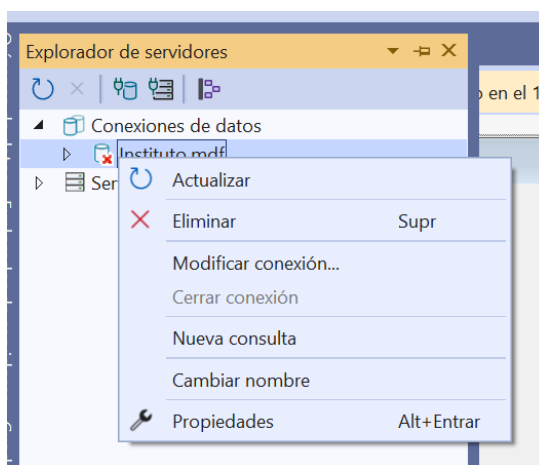 Explorador de servidores
o en el 1
Conexiones de datos
Instituto.mdf
Ser
Actualizar
Eliminar Supr
Modificar conexión...
Cerrar conexión
Nueva consulta
Cambiar nombre
Propiedades Alt+Entrar